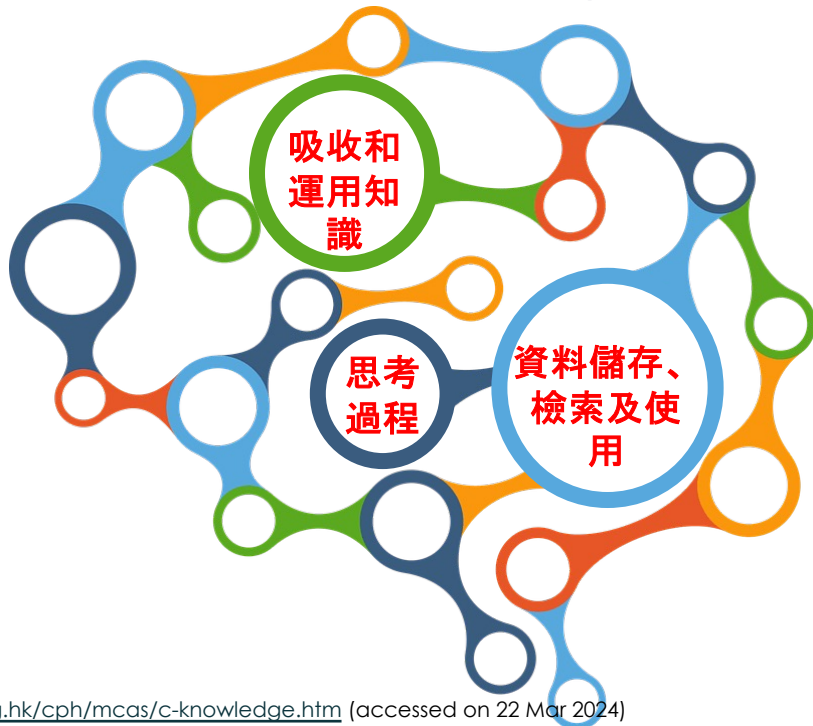 吸收和
運用知
識
思考
過程
資料儲存、
檢索及使
用
.hk/cph/mcas/c-knowledge.htm (accessed on 22 Mar 2024)